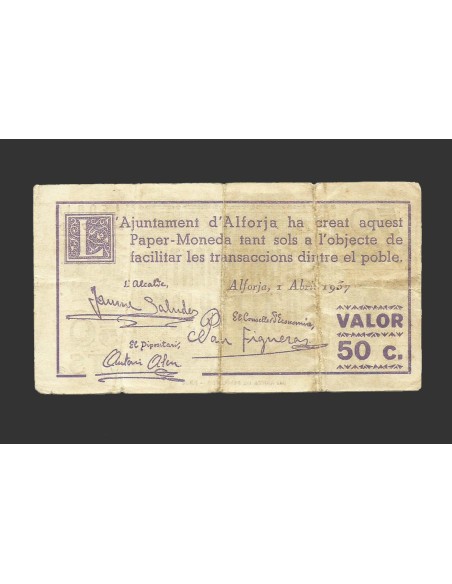 L'Ajuntament d'Alforja ha creat aquest
Paper-Moneda tant sols a l'objecte de
facilitar les transaccions dintre el poble.
Alforja, 1 Abril 1937
L'Alcalde,
El Conseller d'Economia,
El Dipositari,
VALOR
50 c.